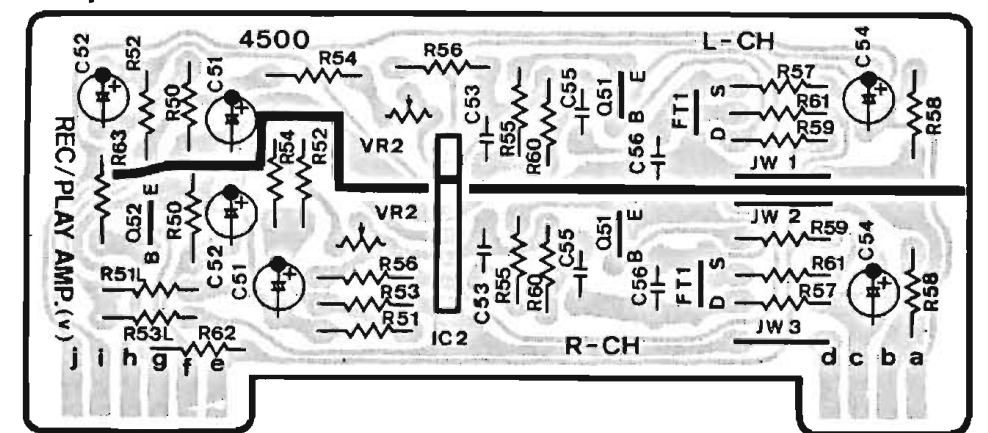 4500
L-CH
C52
R52
R50
C51
R54
R56
C53
R55
R60
C55
Q51
E
B
C56
FT1
S
D
R57
R61
R59
JW 1
C54
R58
VR2
R63
R54
R52
REC/PLAY AMP.(v)
Q52
E
B
R50
C52
C51
VR2
R56
R53
R51
IC2
C53
R55
R60
C55
Q51
E
B
C56
FT1
S
D
JW 2
R59
R61
R57
JW3
C54
R58
R51L
R53L
R62
R-CH
j i h g f e
d c b a